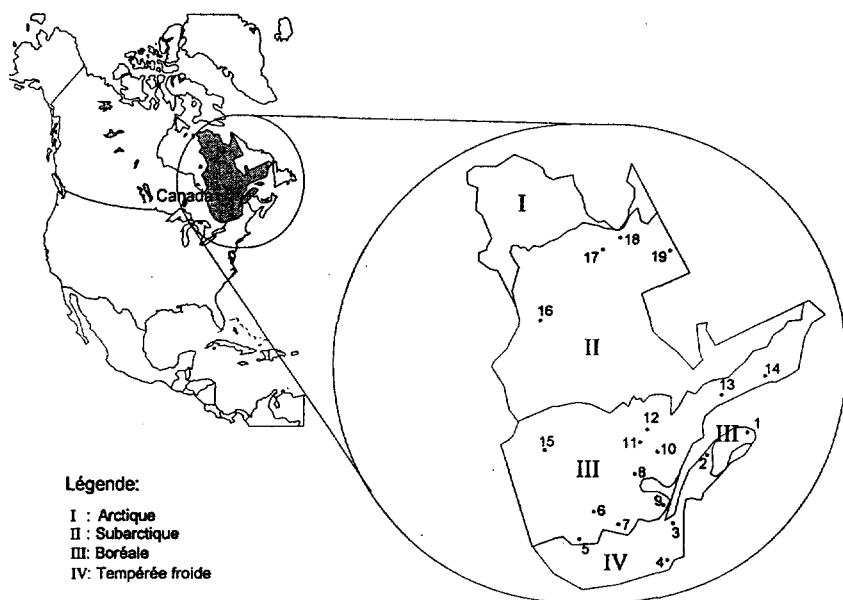 Canada
I
18
17
19
16
II
14
13
12
1
III
11
10
2
15
III
8
9
6
7
3
5
IV
4
Légende:
I : Arctique
II : Subarctique
III: Boréale
IV: Tempérée froide